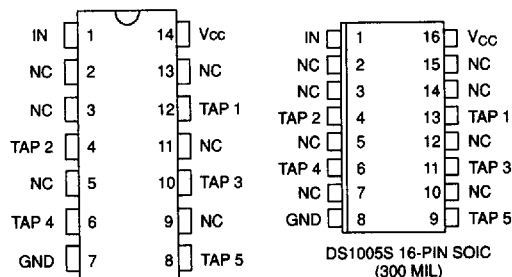 IN 1 14 Vcc
NC 2 13 NC
NC 3 12 TAP 1
TAP 2 4 11 NC
NC 5 10 TAP 3
TAP 4 6 9 NC
GND 7 8 TAP 5
IN 1 16 VCC
NC 2 15 NC
NC 3 14 NC
TAP 2 4 13 TAP 1
NC 5 12 NC
TAP 4 6 11 TAP 3
NC 7 10 NC
GND 8 9 TAP 5
DS1005S 16-PIN SOIC
(300 MIL)